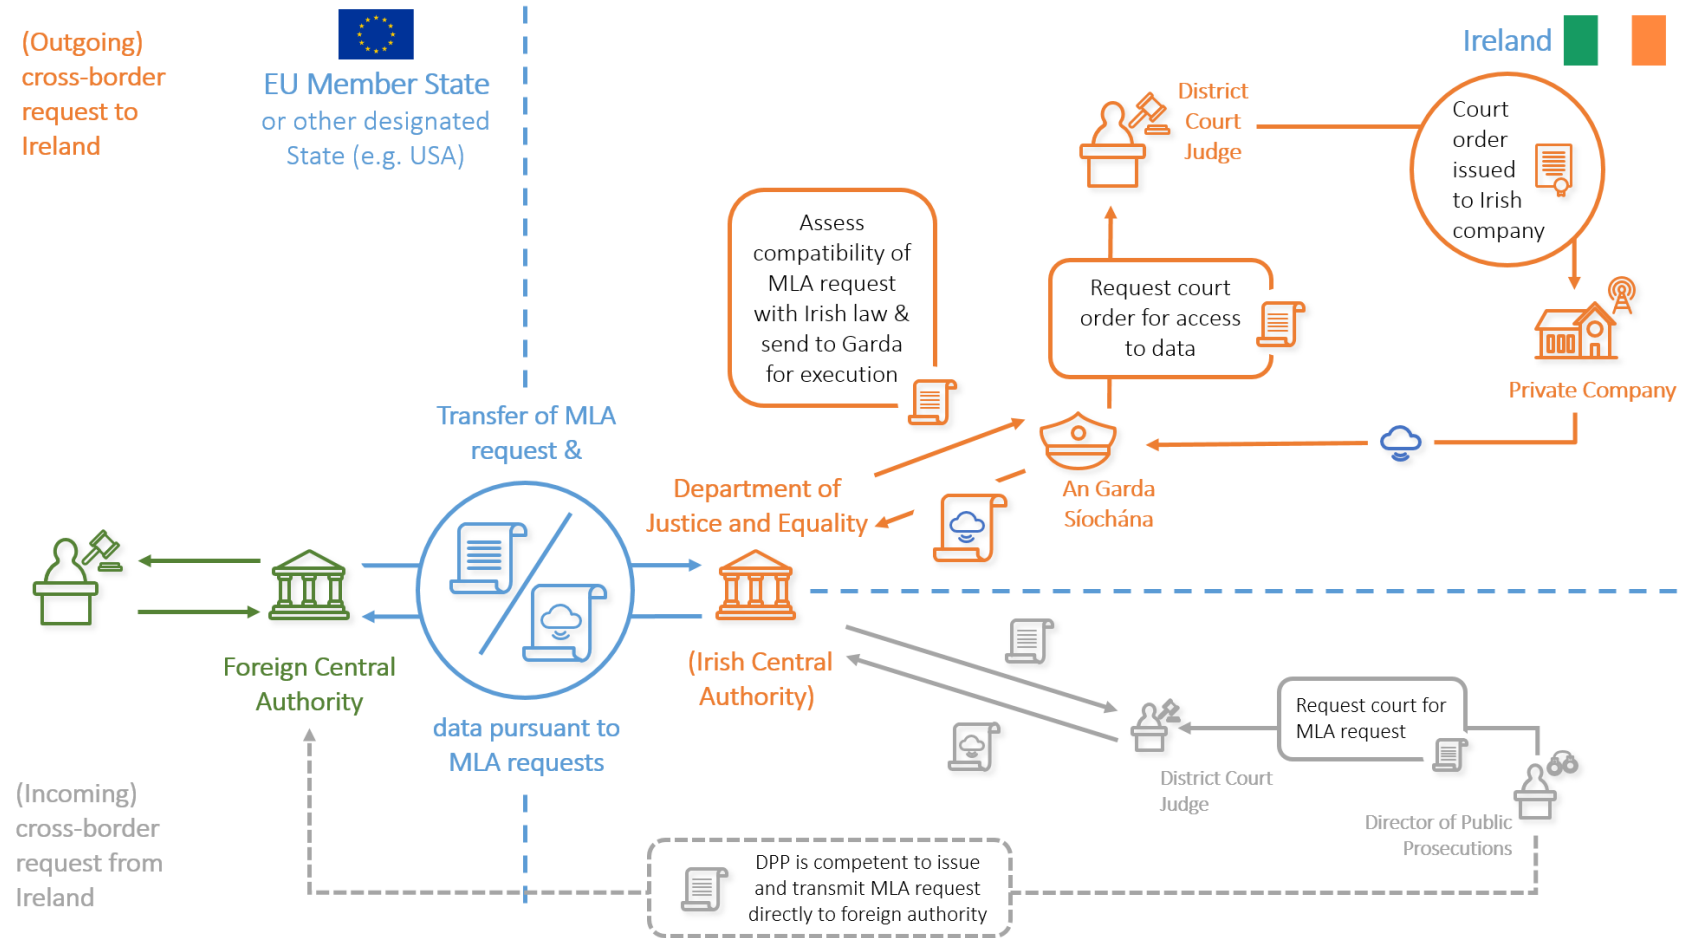 (Outgoing)
cross-border
request to
Ireland
EU Member State
or other designated
State (e.g. USA)
Ireland
District
Court
Judge
Court
order
issued
to Irish
company
Assess
compatibility of
MLA request
with Irish law &
send to Garda
for execution
Request court
order for access
to data
Private Company
Transfer of MLA
request &
Department of
Justice and Equality
An Garda
Síochána
Foreign Central
Authority
(Irish Central
Authority)
data pursuant to
MLA requests
Request court for
MLA request
District Court
Judge
Director of Public
Prosecutions
(Incoming)
cross-border
request from
Ireland
DPP is competent to issue
and transmit MLA request
directly to foreign authority